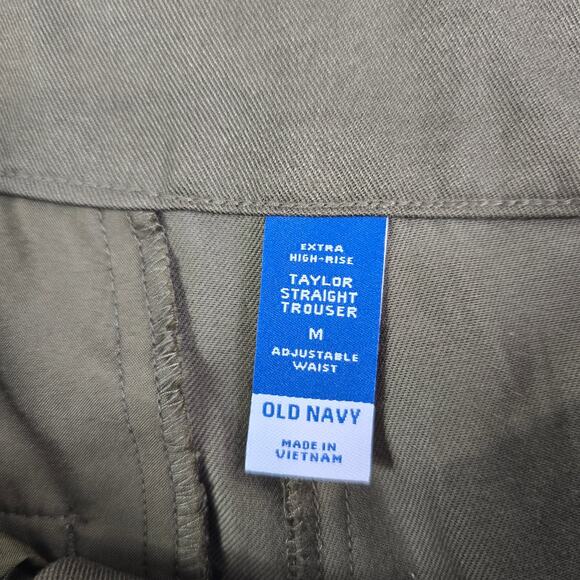 EXTRA
HIGH-RISE
TAYLOR
STRAIGHT
TROUSER
M
ADJUSTABLE
WAIST
OLD NAVY
MADE IN
VIETNAM